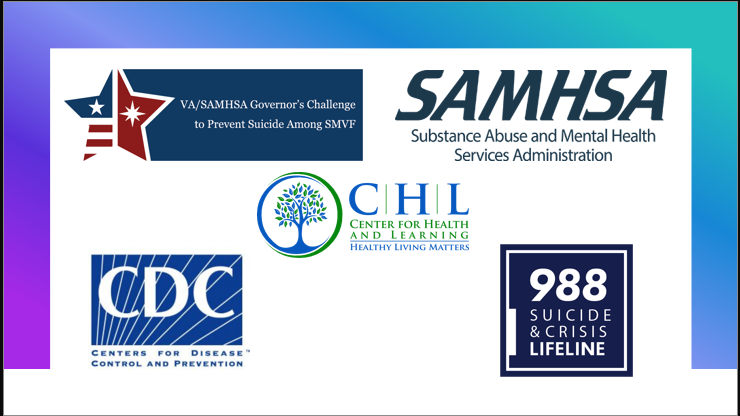 VA/SAMHSA Governor's Challenge
to Prevent Suicide Among SMVF
SAMHSA
Substance Abuse and Mental Health
Services Administration
C|H|L
CENTER FOR HEALTH
AND LEARNING
HEALTHY LIVING MATTERS
CDC
CENTERS FOR DISEASE™
CONTROL AND PREVENTION
988
SUICIDE
& CRISIS
LIFELINE